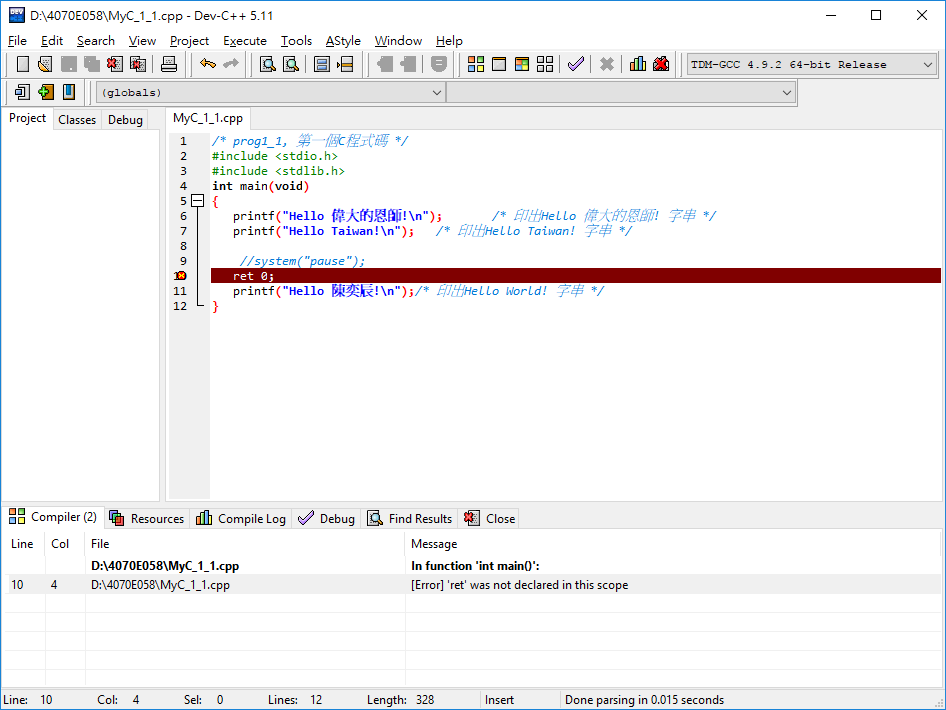 D:\4070E058\MyC_1_1.cpp - Dev-C++ 5.11
File Edit Search View Project Execute Tools AStyle Window Help
TDM-GCC 4.9.2 64-bit Release
(globals)
Project Classes Debug MyC_1_1.cpp
1 /* prog1_1, 第一個C程式碼 */
2 #include <stdio.h>
3 #include <stdlib.h>
4 int main(void)
5 {
6 printf("Hello 偉大的恩師!\n"); /* 印出Hello 偉大的恩師! 字串 */
7 printf("Hello Taiwan!\n"); /* 印出Hello Taiwan! 字串 */
8
9 //system("pause");
10 ret 0;
11 printf("Hello 陳奕辰!\n");/* 印出Hello World! 字串 */
12 }
Compiler (2) Resources Compile Log Debug Find Results Close
Line Col File Message
D:\4070E058\MyC_1_1.cpp In function 'int main()':
10 4 D:\4070E058\MyC_1_1.cpp [Error] 'ret' was not declared in this scope
Line: 10 Col: 4 Sel: 0 Lines: 12 Length: 328 Insert Done parsing in 0.015 seconds